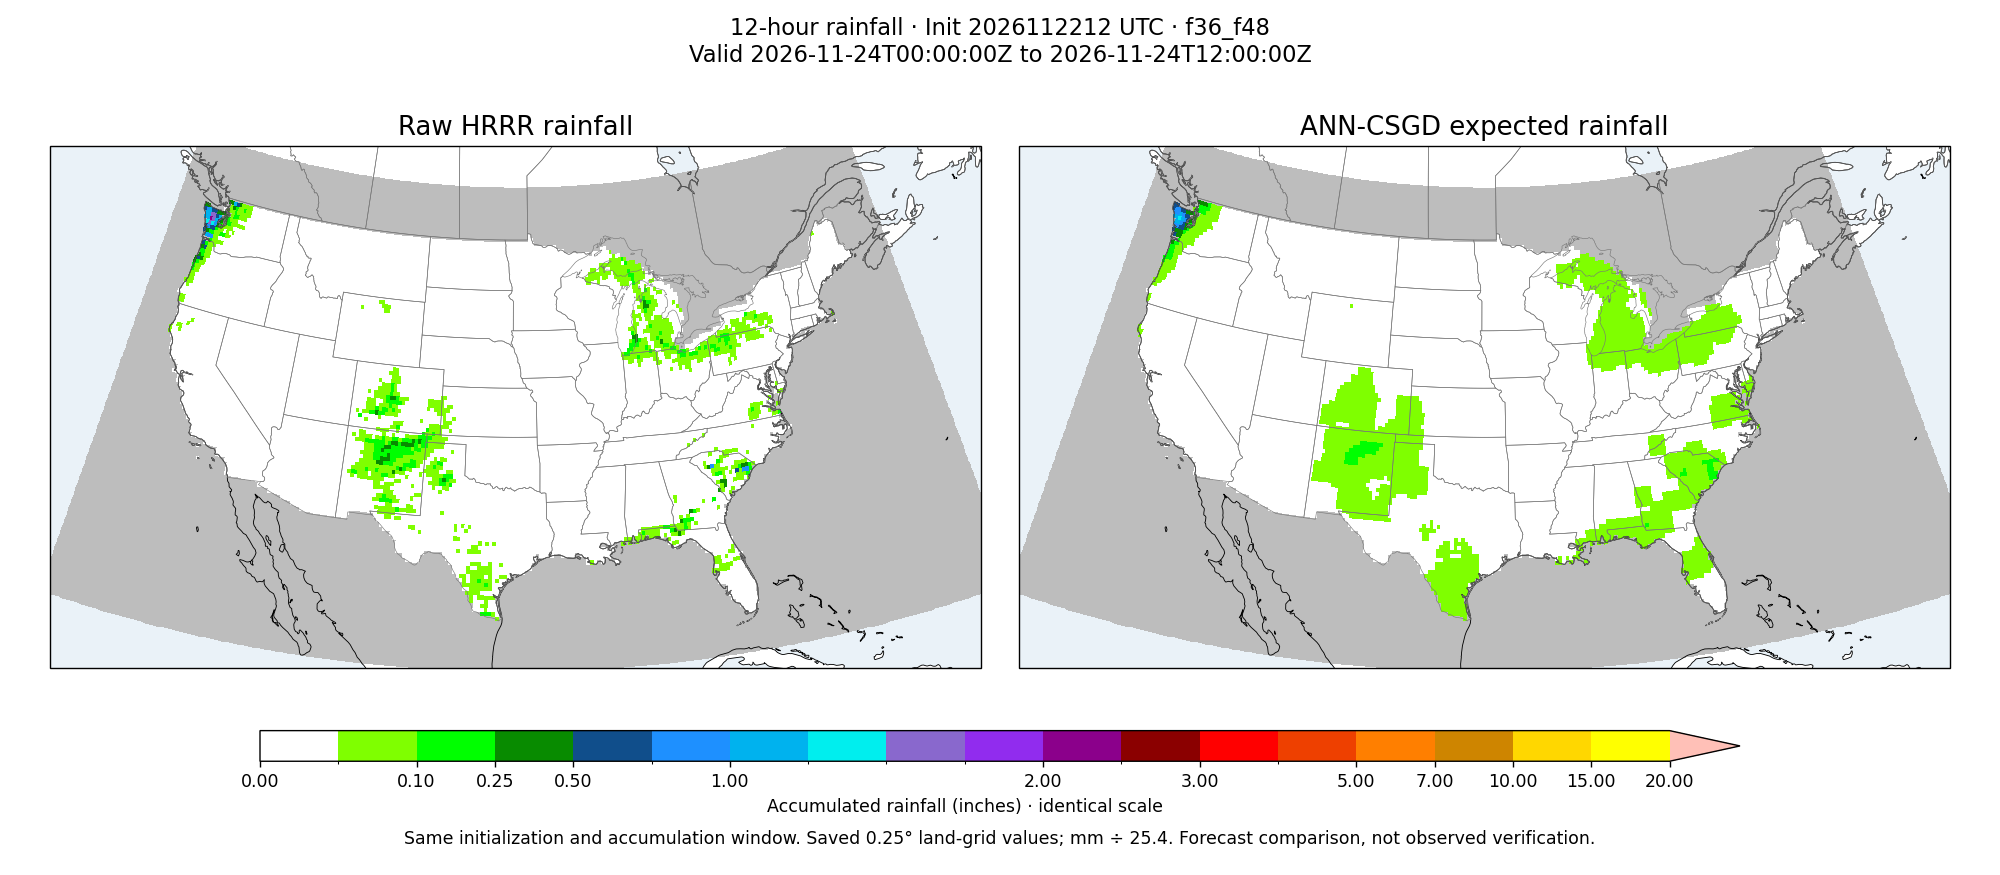 12-hour rainfall · Init 2026112212 UTC · f36_f48
Valid 2026-11-24T00:00:00Z to 2026-11-24T12:00:00Z
Raw HRRR rainfall
ANN-CSGD expected rainfall
0.00 0.10 0.25 0.50 1.00 2.00 3.00 5.00 7.00 10.00 15.00 20.00
Accumulated rainfall (inches) · identical scale
Same initialization and accumulation window. Saved 0.25° land-grid values; mm ÷ 25.4. Forecast comparison, not observed verification.